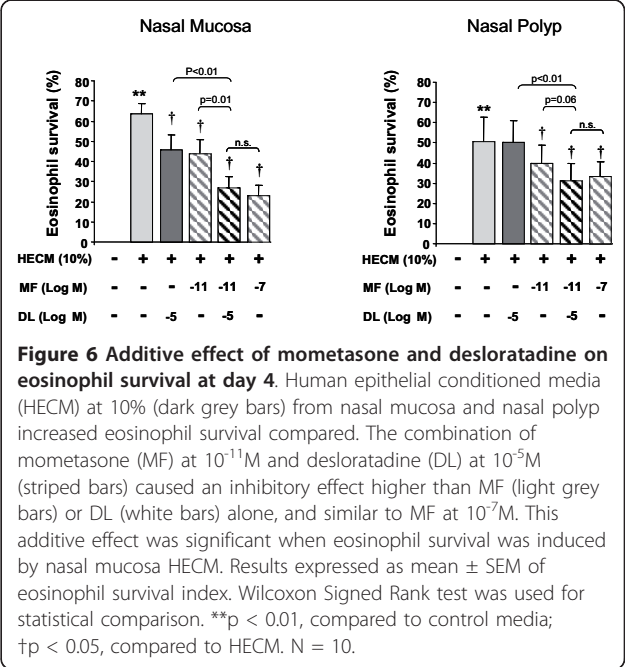 Nasal Mucosa
Eosinophil survival (%)
80
70
60
50
40
30
20
10
0
**
†
†
†
†
P<0.01
p=0.01
n.s.
HECM (10%) - + + + + +
MF (Log M) - - - -11 -11 -7
DL (Log M) - - -5 - -5 -
Nasal Polyp
Eosinophil survival (%)
80
70
60
50
40
30
20
10
0
**
†
†
†
p<0.01
p=0.06
n.s.
HECM (10%) - + + + + +
MF (Log M) - - - -11 -11 -7
DL (Log M) - - -5 - -5 -
Figure 6 Additive effect of mometasone and desloratadine on
eosinophil survival at day 4. Human epithelial conditioned media
(HECM) at 10% (dark grey bars) from nasal mucosa and nasal polyp
increased eosinophil survival compared. The combination of
mometasone (MF) at 10⁻¹¹M and desloratadine (DL) at 10⁻⁵M
(striped bars) caused an inhibitory effect higher than MF (light grey
bars) or DL (white bars) alone, and similar to MF at 10⁻⁷M. This
additive effect was significant when eosinophil survival was induced
by nasal mucosa HECM. Results expressed as mean ± SEM of
eosinophil survival index. Wilcoxon Signed Rank test was used for
statistical comparison. **p < 0.01, compared to control media;
†p < 0.05, compared to HECM. N = 10.